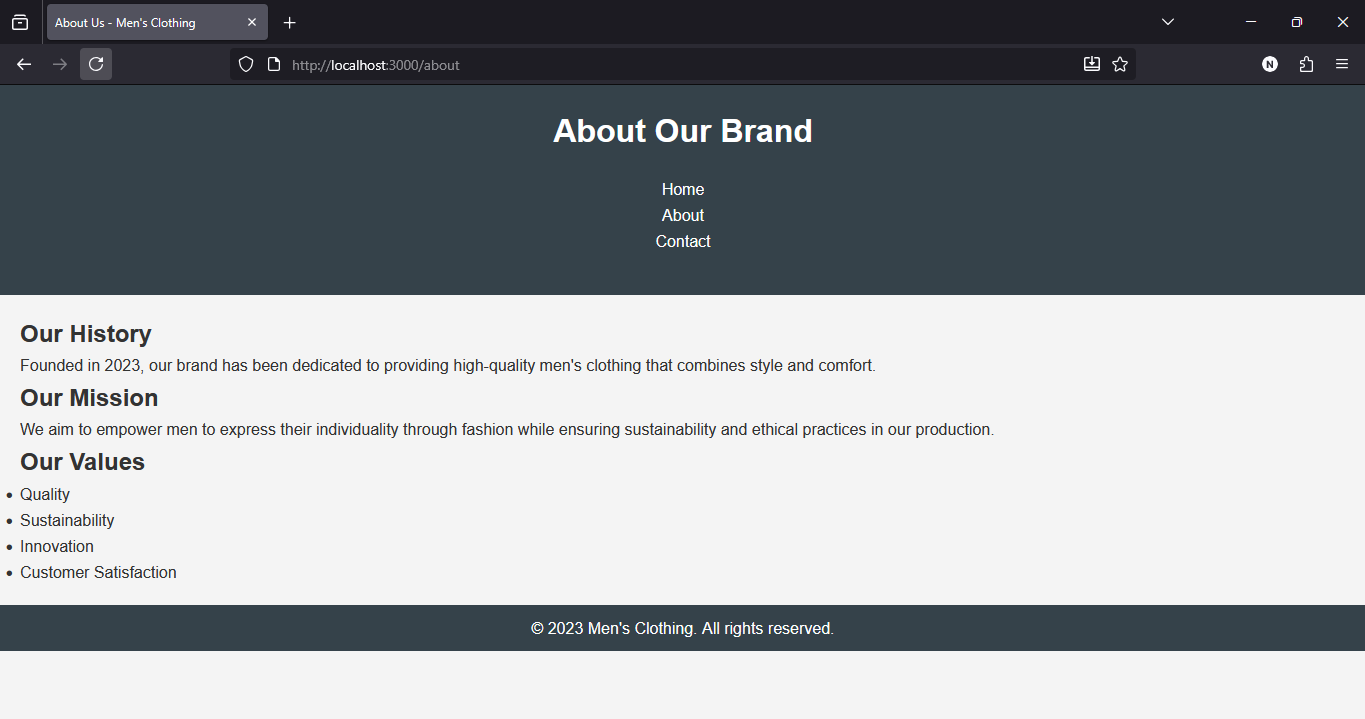 About Us - Men's Clothing
http://localhost:3000/about
N
About Our Brand
Home
About
Contact
Our History
Founded in 2023, our brand has been dedicated to providing high-quality men's clothing that combines style and comfort.
Our Mission
We aim to empower men to express their individuality through fashion while ensuring sustainability and ethical practices in our production.
Our Values
• Quality
• Sustainability
• Innovation
• Customer Satisfaction
© 2023 Men's Clothing. All rights reserved.